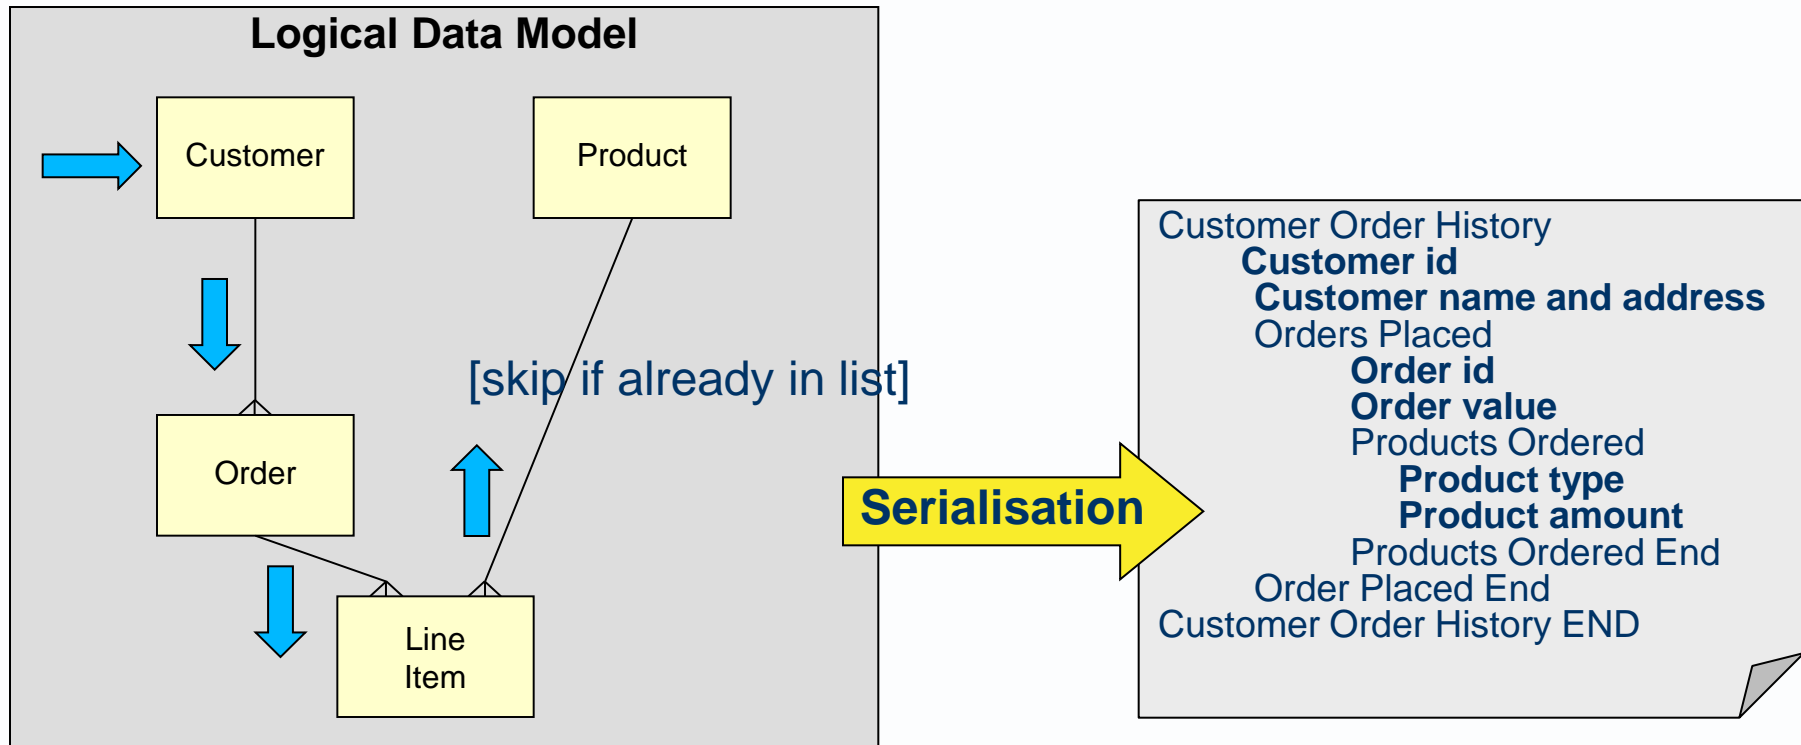 Logical Data Model
Customer
Product
[skip if already in list]
Order
Line
Item
Serialisation
Customer Order History
Customer id
Customer name and address
Orders Placed
Order id
Order value
Products Ordered
Product type
Product amount
Products Ordered End
Order Placed End
Customer Order History END